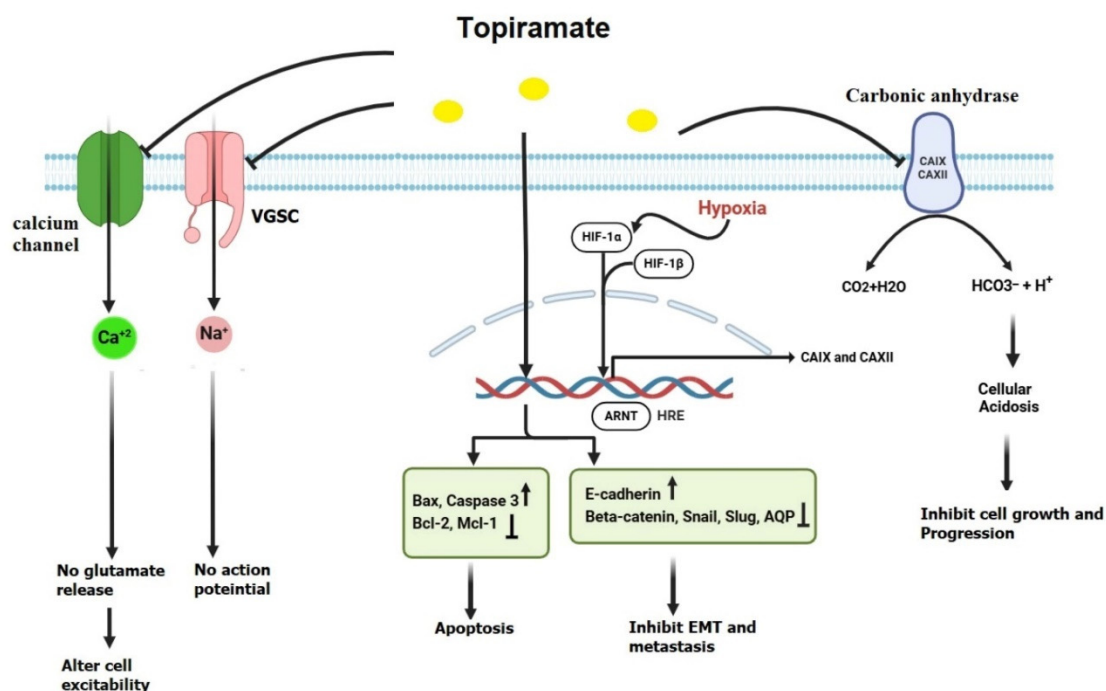 Topiramate
Carbonic anhydrase
CAIX
CAXII
calcium
channel
VGSC
Hypoxia
HIF-1α
HIF-1β
CO2+H2O
HCO3− + H⁺
Ca⁺²
Na⁺
CAIX and CAXII
Cellular
Acidosis
ARNT
HRE
Bax, Caspase 3
Bcl-2, Mcl-1
E-cadherin
Beta-catenin, Snail, Slug, AQP
Inhibit cell growth and
Progression
No glutamate
release
No action
poteintial
Apoptosis
Inhibit EMT and
metastasis
Alter cell
excitability